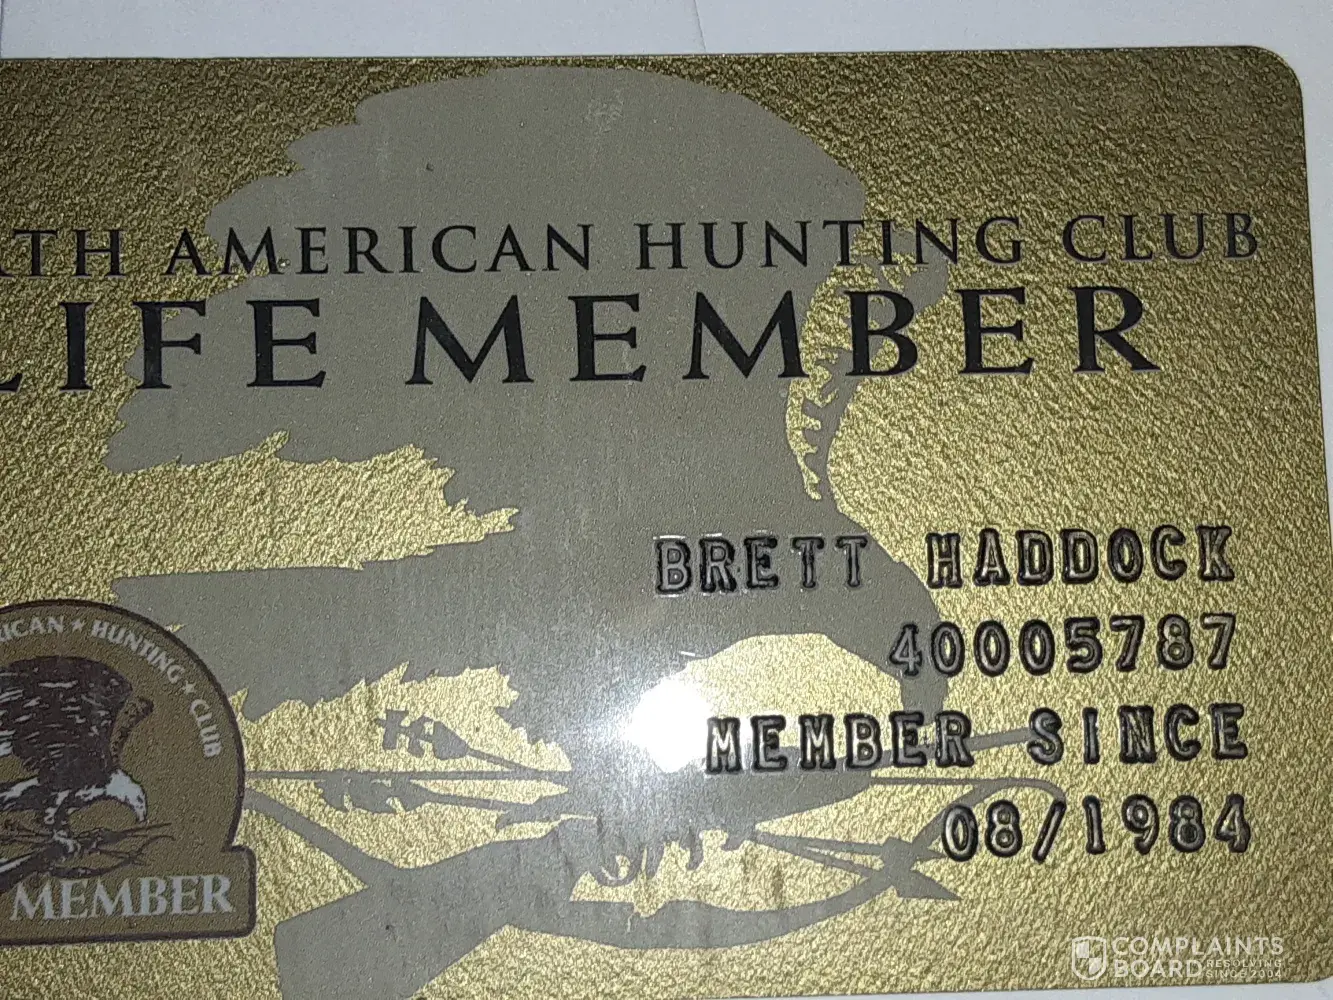 RTH AMERICAN HUNTING CLUB
LIFE MEMBER
BRETT HADDOCK
40005787
MEMBER SINCE
08/1984
ICAN ★ HUNTING ★ CLUB
MEMBER
COMPLAINTS
BOARD RESOLVING
SINCE 2004